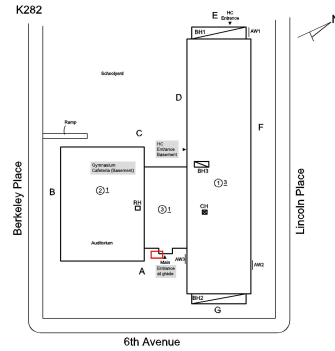 K282
E
HC
Entrance
N
BH1
AW1
Schoolyard
D
F
Ramp
C
HC
Entrance
Basement
Gymnasium
Cafeteria (Basement)
BH3
Berkeley Place
B
2 1
1 3
Lincoln Place
RH
3 1
CH
Auditorium
A
Main
Entrance
at grade
AW3
AW2
BH2
G
6th Avenue